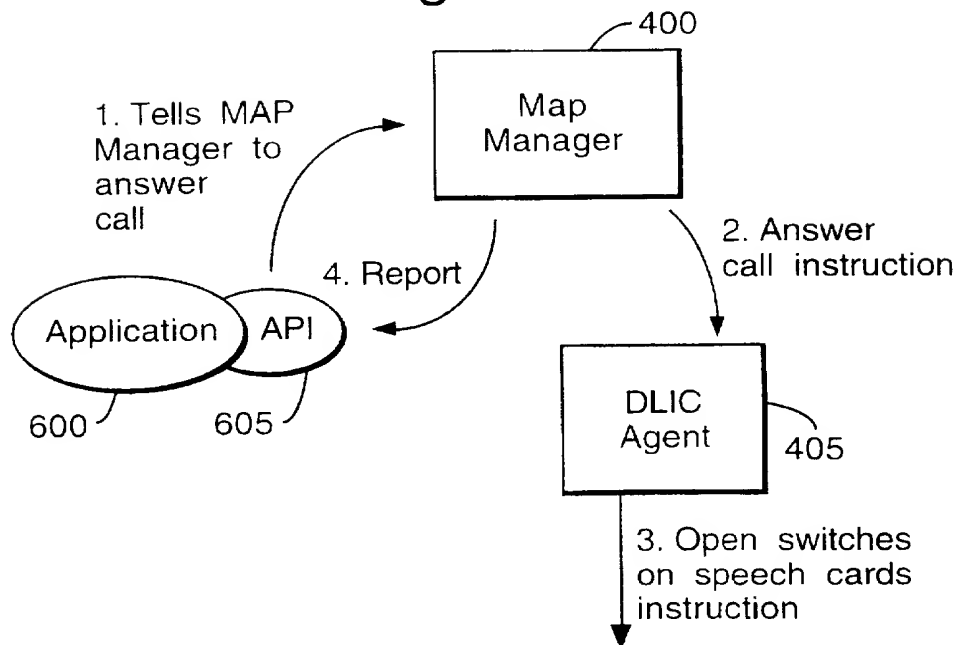 400
Map
Manager
1. Tells MAP
Manager to
answer
call
2. Answer
call instruction
4. Report
Application
API
600
605
DLIC
Agent
405
3. Open switches
on speech cards
instruction